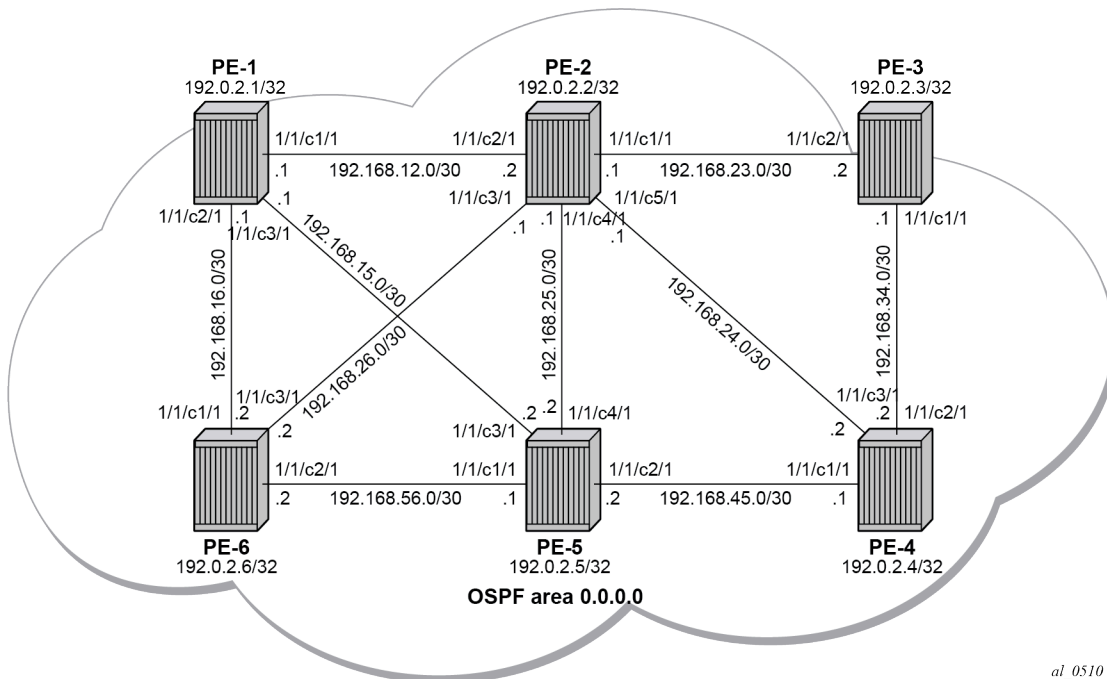 PE-1
192.0.2.1/32
PE-2
192.0.2.2/32
PE-3
192.0.2.3/32
1/1/c1/1
.1
192.168.12.0/30
1/1/c2/1
.2
1/1/c1/1
.1
192.168.23.0/30
1/1/c2/1
.2
1/1/c2/1
.1
.1
1/1/c3/1
1/1/c3/1
.1
.1
1/1/c4/1
.1
1/1/c5/1
.1
1/1/c1/1
192.168.16.0/30
192.168.15.0/30
192.168.26.0/30
192.168.25.0/30
192.168.24.0/30
192.168.34.0/30
1/1/c1/1
.2
1/1/c3/1
.2
1/1/c3/1
.2
.2
1/1/c4/1
1/1/c3/1
.2
.2
1/1/c2/1
1/1/c2/1
.2
192.168.56.0/30
1/1/c1/1
.1
1/1/c2/1
.2
192.168.45.0/30
1/1/c1/1
.1
PE-6
192.0.2.6/32
PE-5
192.0.2.5/32
PE-4
192.0.2.4/32
OSPF area 0.0.0.0
al_0510